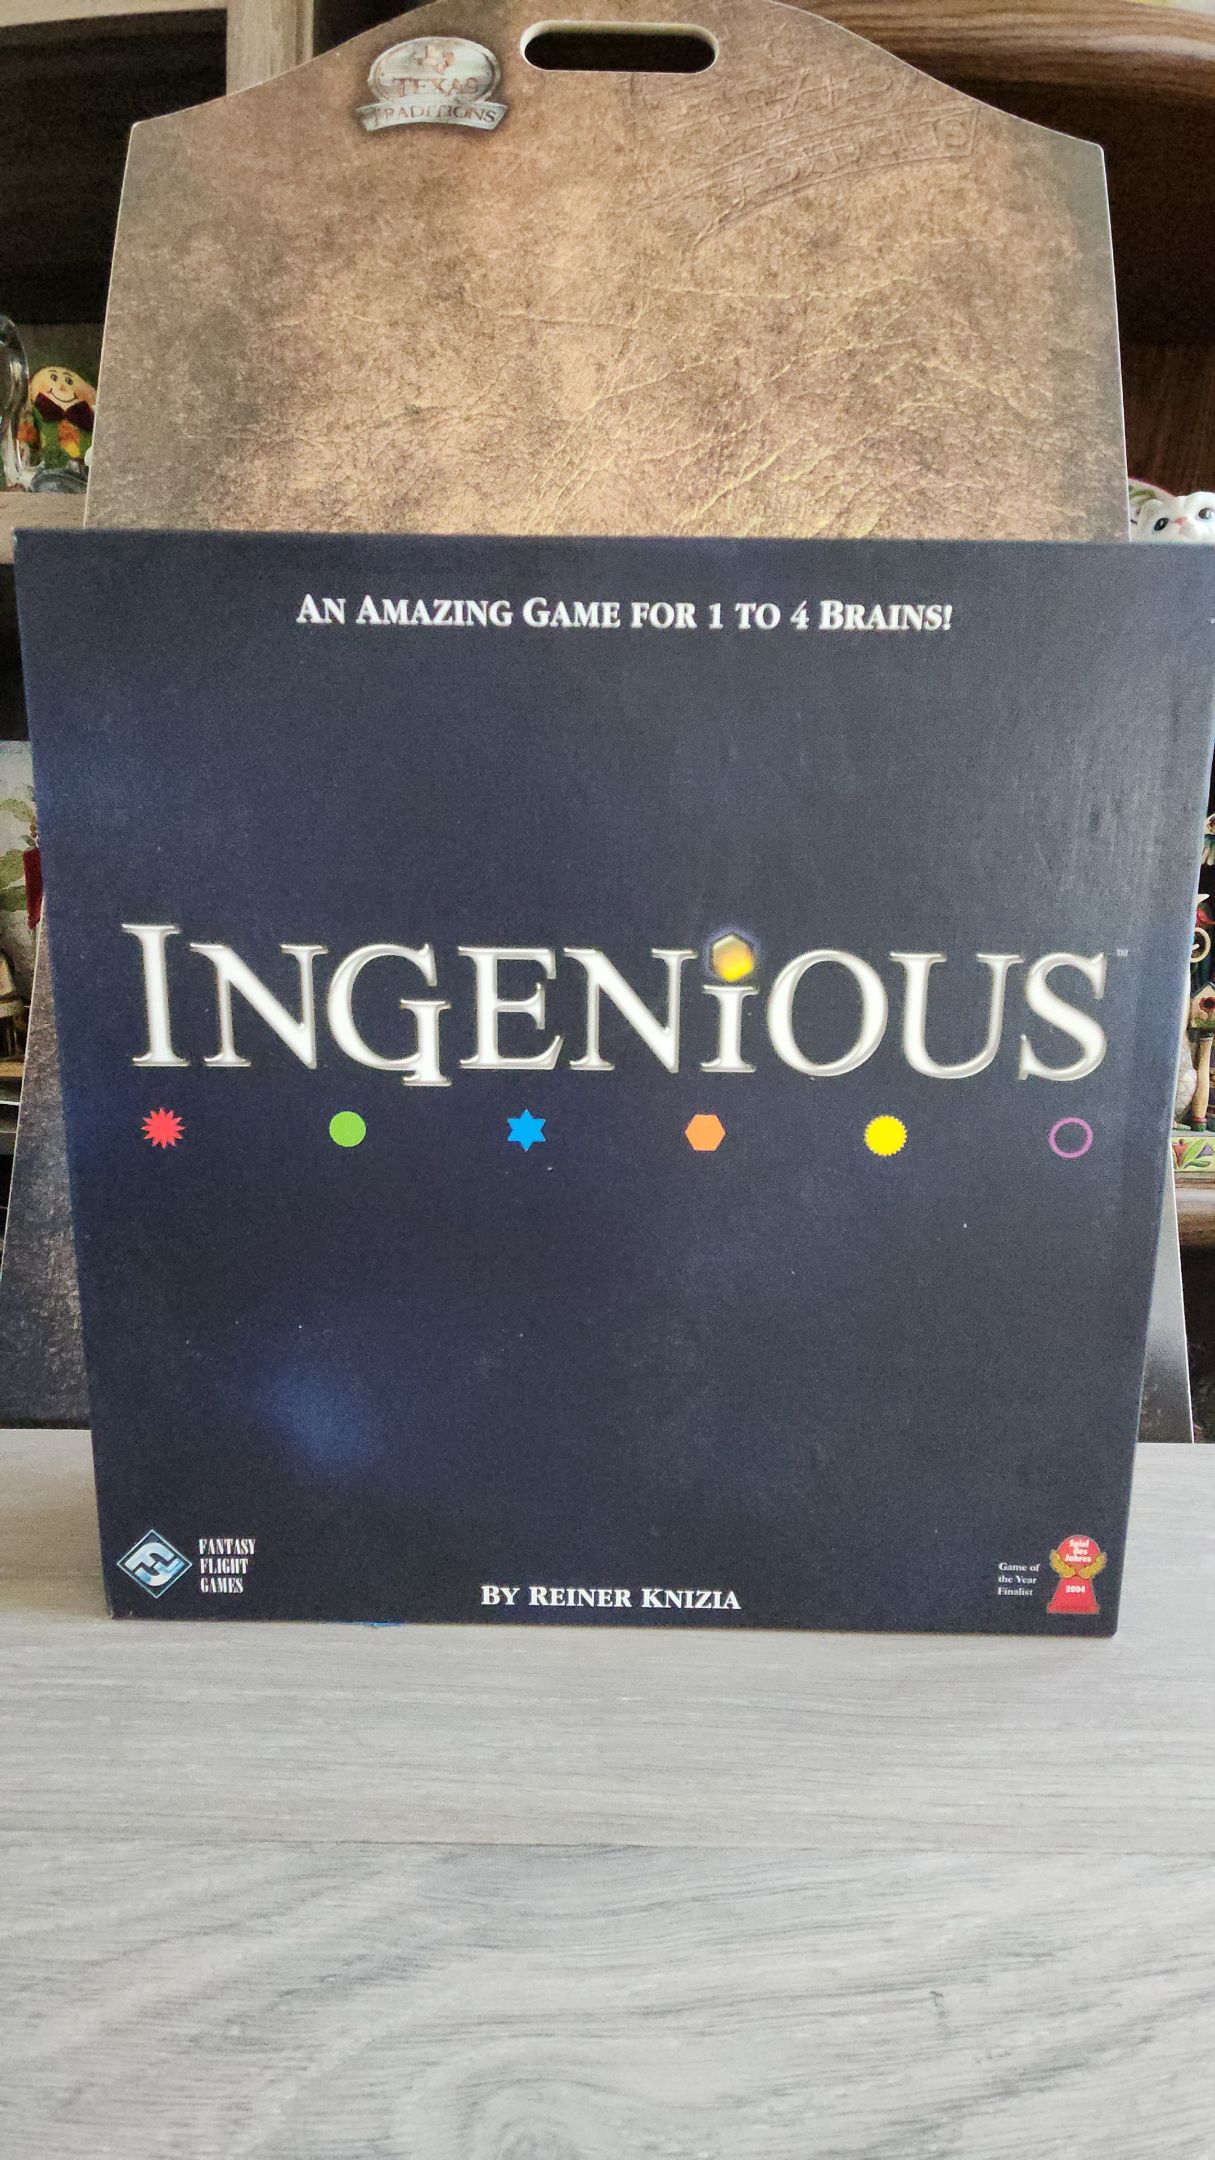 TEXAS
TRADITIONS
AN AMAZING GAME FOR 1 TO 4 BRAINS!
INGENiOUS™
FANTASY
FLIGHT
GAMES
BY REINER KNIZIA
Game of
the Year
Finalist
Spiel
des
Jahres
2004